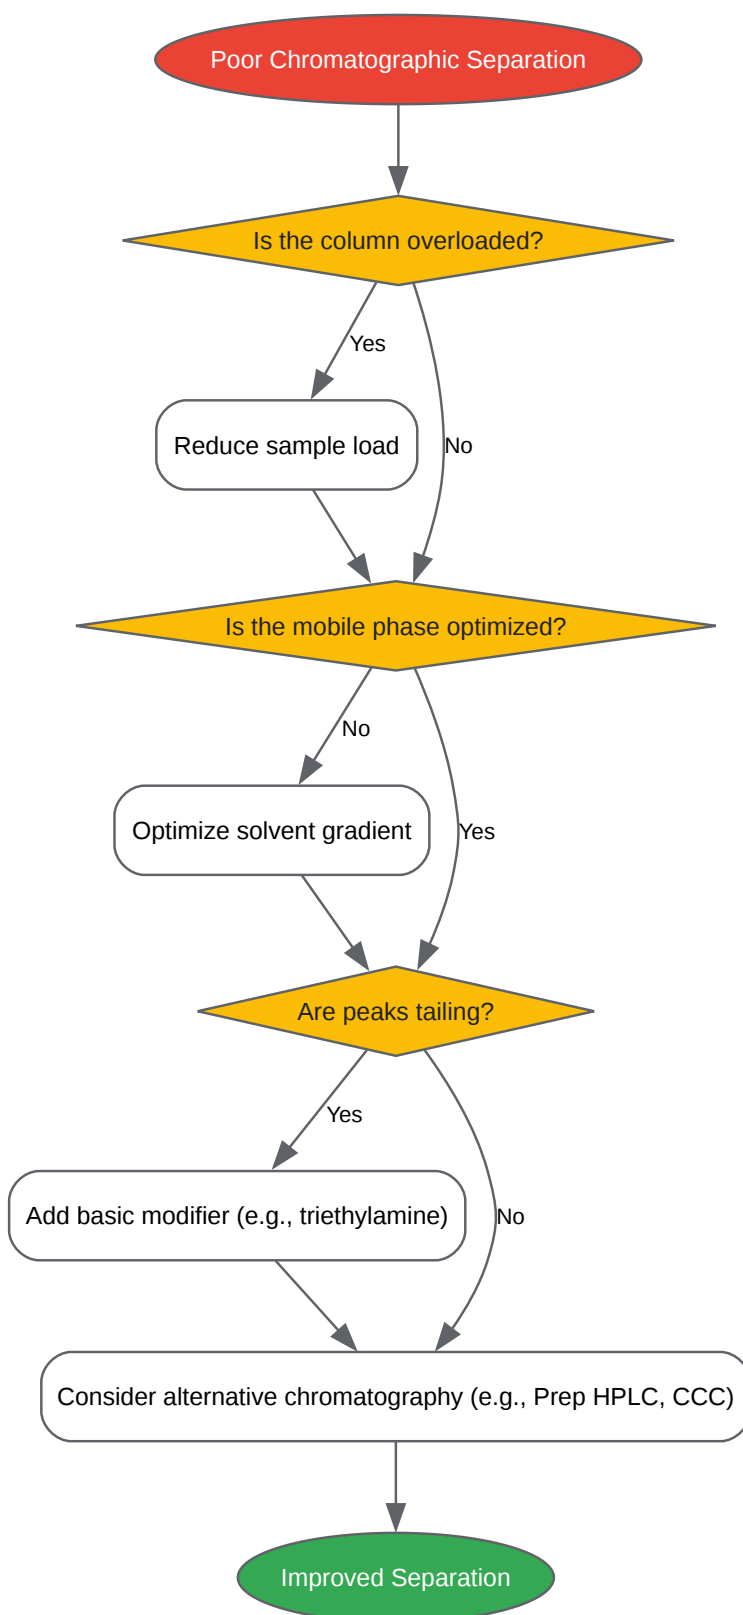 Poor Chromatographic Separation
Is the column overloaded?
Yes
Reduce sample load
No
Is the mobile phase optimized?
No
Optimize solvent gradient
Yes
Are peaks tailing?
Yes
Add basic modifier (e.g., triethylamine)
No
Consider alternative chromatography (e.g., Prep HPLC, CCC)
Improved Separation